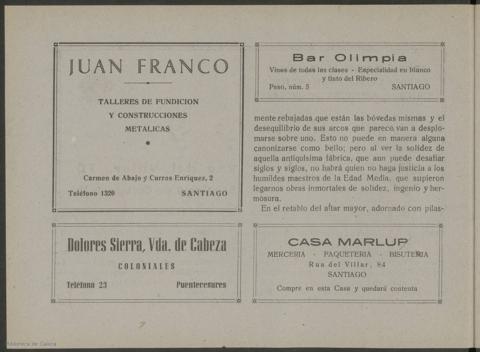 JUAN FRANCO
TALLERES DE FUNDICION
Y CONSTRUCCIONES
METALICAS
Carmen de Abajo y Curros Enríquez, 2
Teléfono 1320 SANTIAGO
Dolores Sierra, Vda. de Cabeza
COLONIALES
Teléfono 23 Puentecesures
Bar Olimpia
Vinos de todas las clases - Especialidad en blanco
y tinto del Ribero
Peso, núm. 5 SANTIAGO
mente rebajadas que están las bóvedas mismas y el
desequilibrio de sus arcos que parece van a desplo-
marse sobre uno. Esto no puede en manera alguna
canonizarse como bello; pero al ver la solidez de
aquella antiquísima fábrica, que aun puede desafiar
siglos y siglos, no habrá quien no haga justicia a los
humildes maestros de la Edad Media, que supieron
legarnos obras inmortales de solidez, ingenio y her-
mosura.
En el retablo del altar mayor, adornado con pilas-
CASA MARLUP
MERCERIA - PAQUETERIA - BISUTERIA
Rua del Villar, 84
SANTIAGO
Compre en esta Casa y quedará contenta
Biblioteca de Galicia